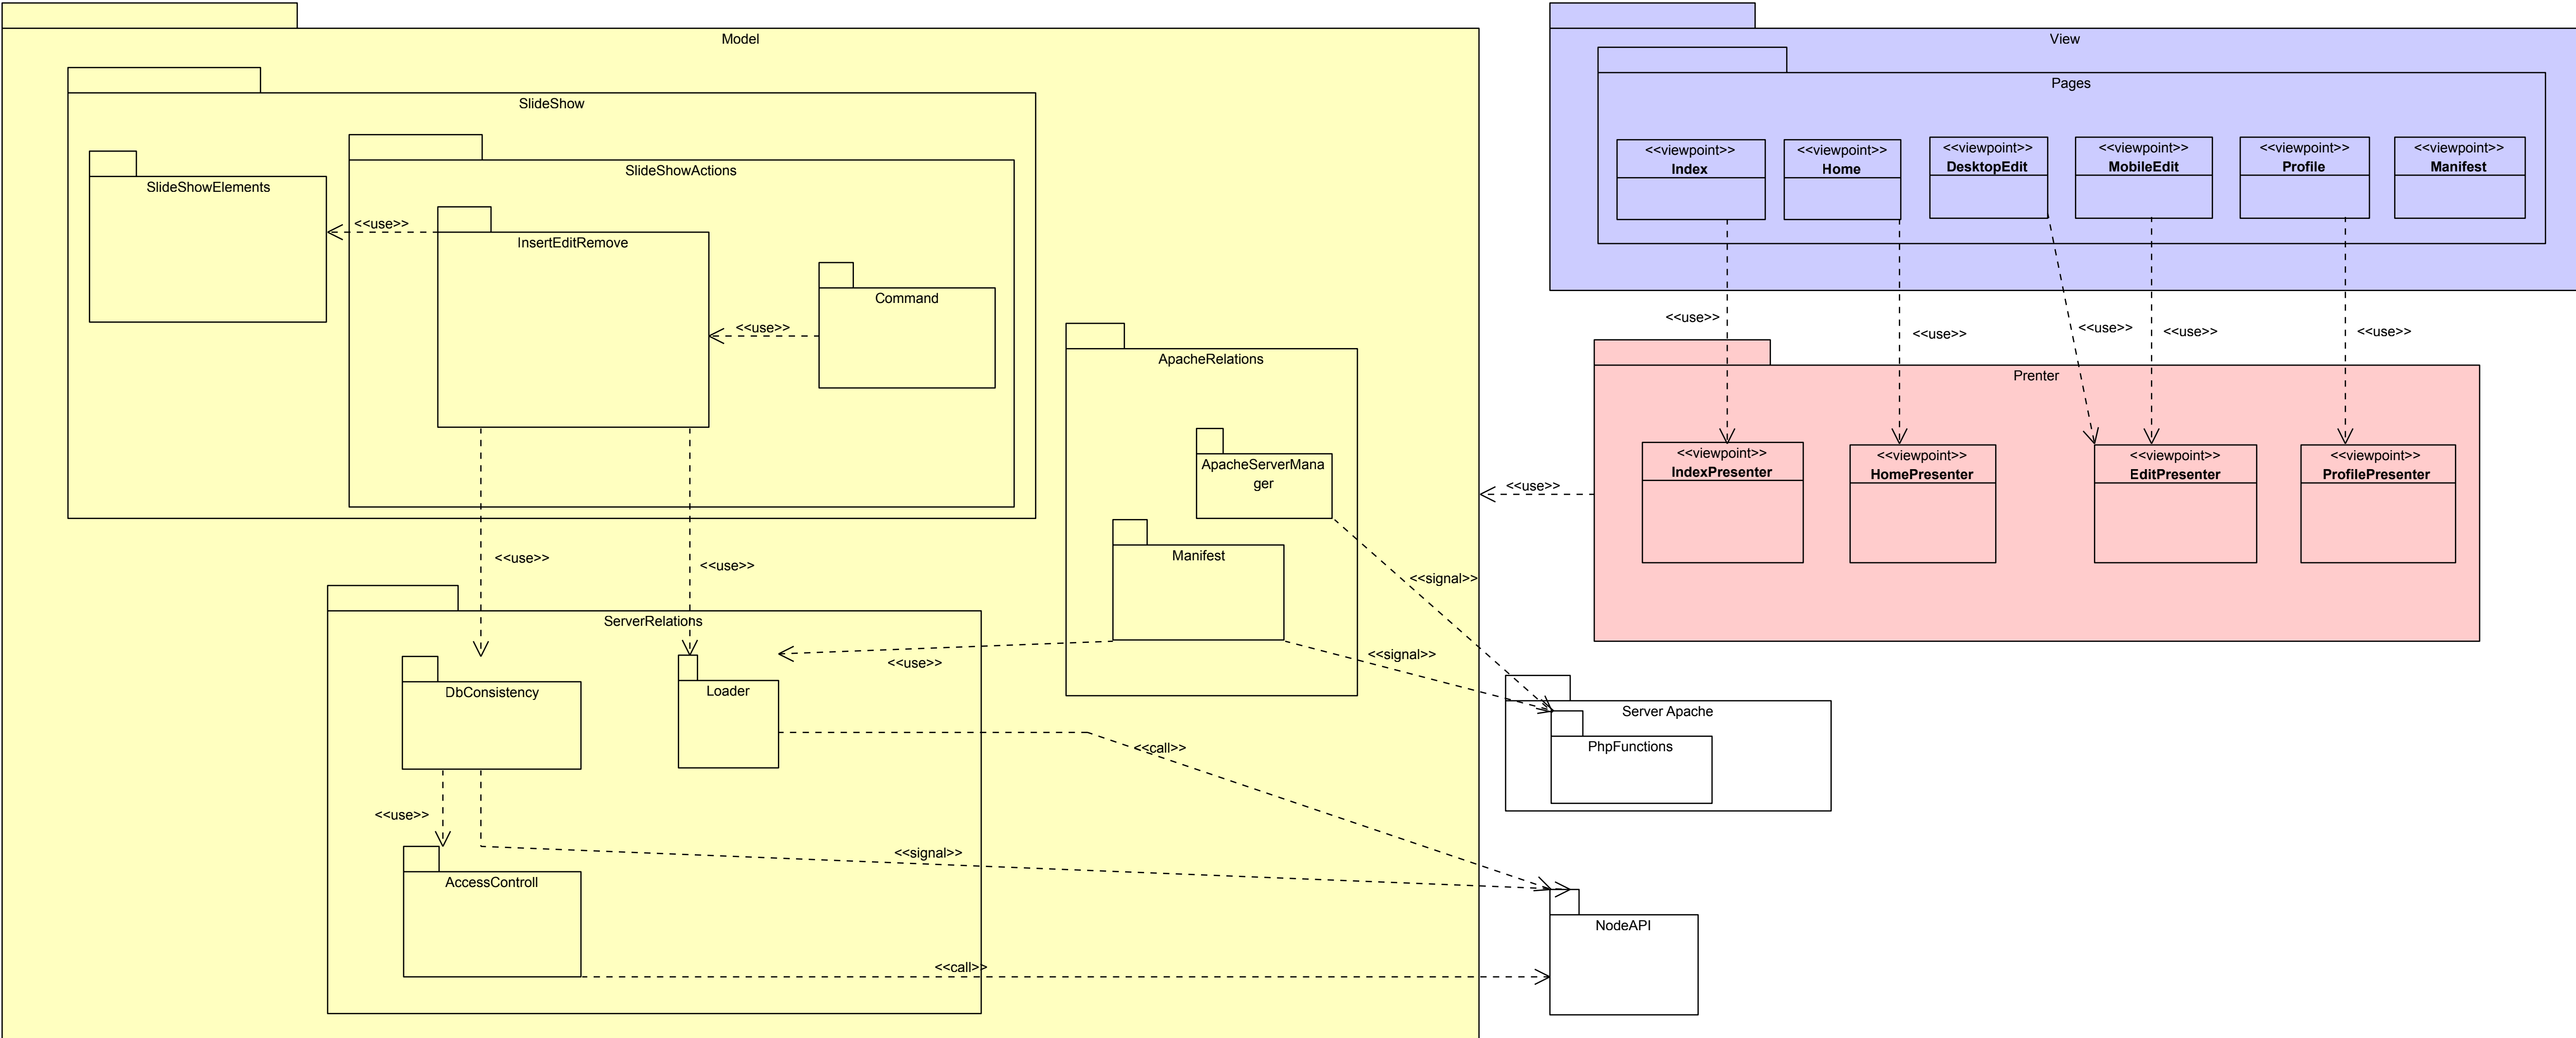 Model
SlideShow
SlideShowElements
SlideShowActions
<<use>>
InsertEditRemove
Command
<<use>>
<<use>>
<<use>>
ApacheRelations
ApacheServerMana
ger
Manifest
<<signal>>
<<signal>>
<<use>>
ServerRelations
DbConsistency
Loader
<<call>>
<<use>>
<<signal>>
AccessControll
<<call>>
View
Pages
<<viewpoint>>
Index
<<viewpoint>>
Home
<<viewpoint>>
DesktopEdit
<<viewpoint>>
MobileEdit
<<viewpoint>>
Profile
<<viewpoint>>
Manifest
<<use>>
<<use>>
<<use>>
<<use>>
<<use>>
Prenter
<<viewpoint>>
IndexPresenter
<<viewpoint>>
HomePresenter
<<viewpoint>>
EditPresenter
<<viewpoint>>
ProfilePresenter
<<use>>
Server Apache
PhpFunctions
NodeAPI